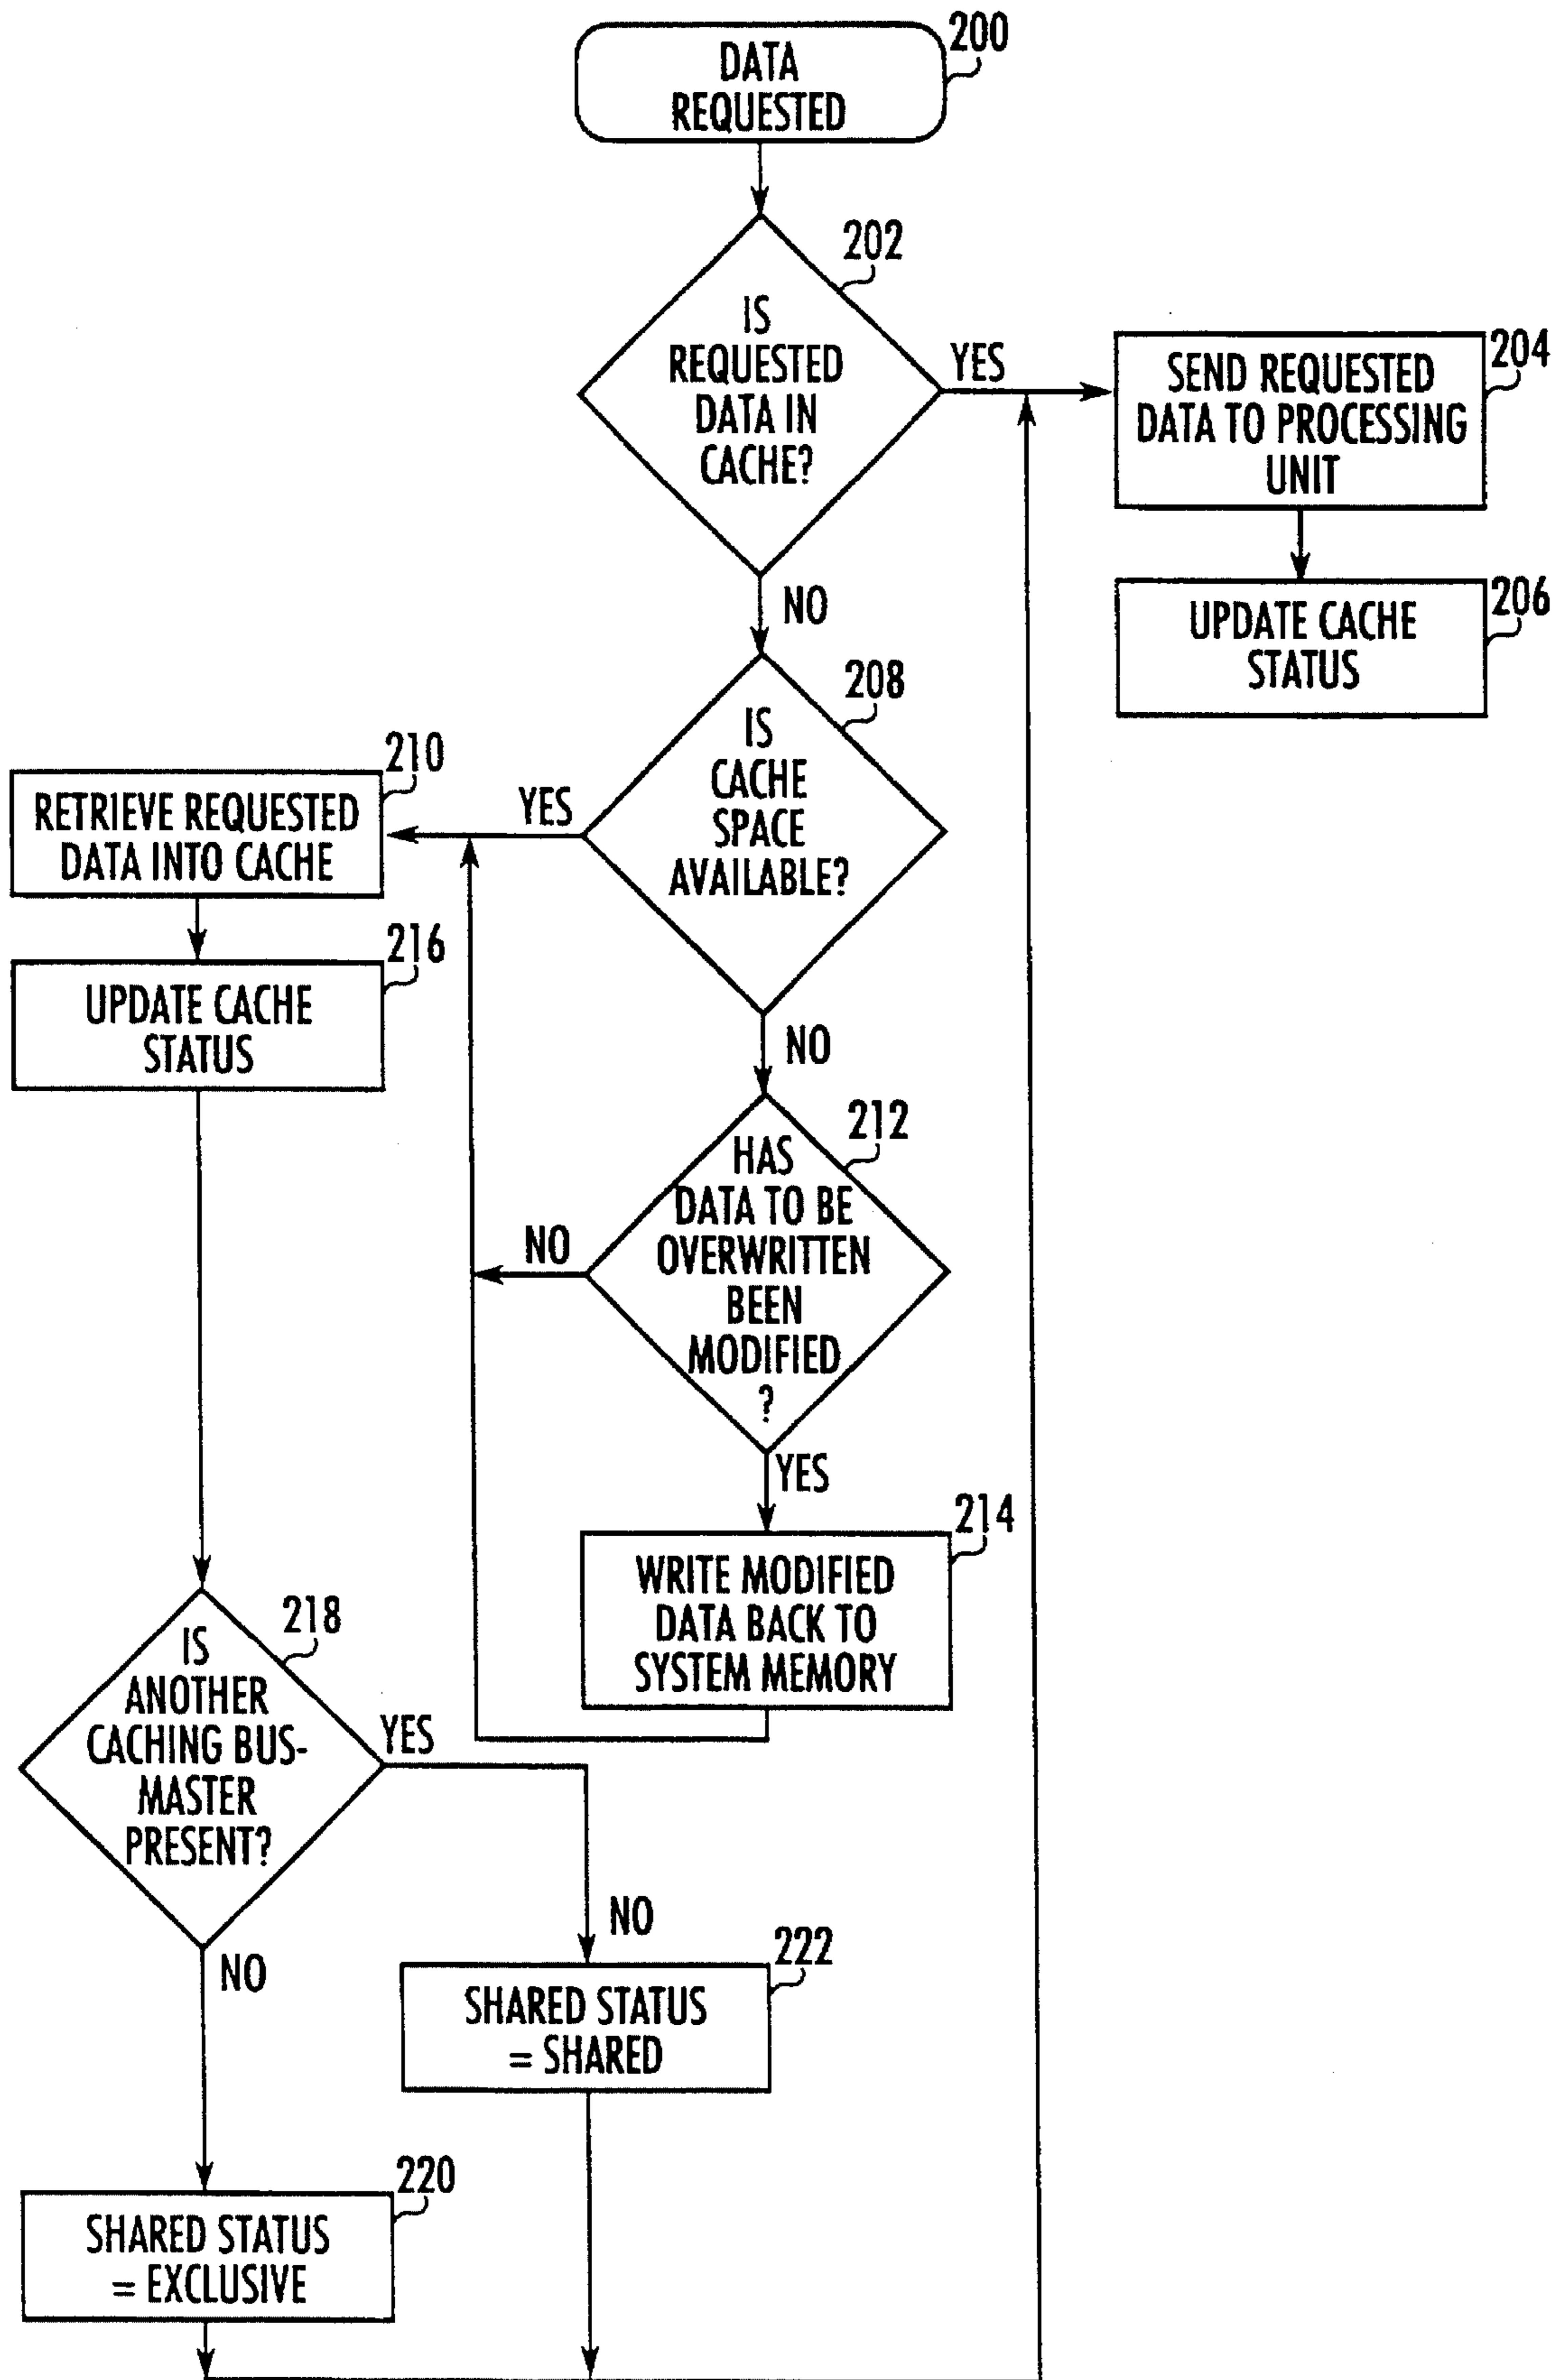 200
DATA
REQUESTED
202
IS
REQUESTED
DATA IN
CACHE?
YES
204
SEND REQUESTED
DATA TO PROCESSING
UNIT
206
UPDATE CACHE
STATUS
NO
208
IS
CACHE
SPACE
AVAILABLE?
YES
210
RETRIEVE REQUESTED
DATA INTO CACHE
216
UPDATE CACHE
STATUS
NO
212
HAS
DATA TO BE
OVERWRITTEN
BEEN
MODIFIED
?
NO
YES
214
WRITE MODIFIED
DATA BACK TO
SYSTEM MEMORY
218
IS
ANOTHER
CACHING BUS-
MASTER
PRESENT?
YES
NO
222
SHARED STATUS
= SHARED
NO
220
SHARED STATUS
= EXCLUSIVE